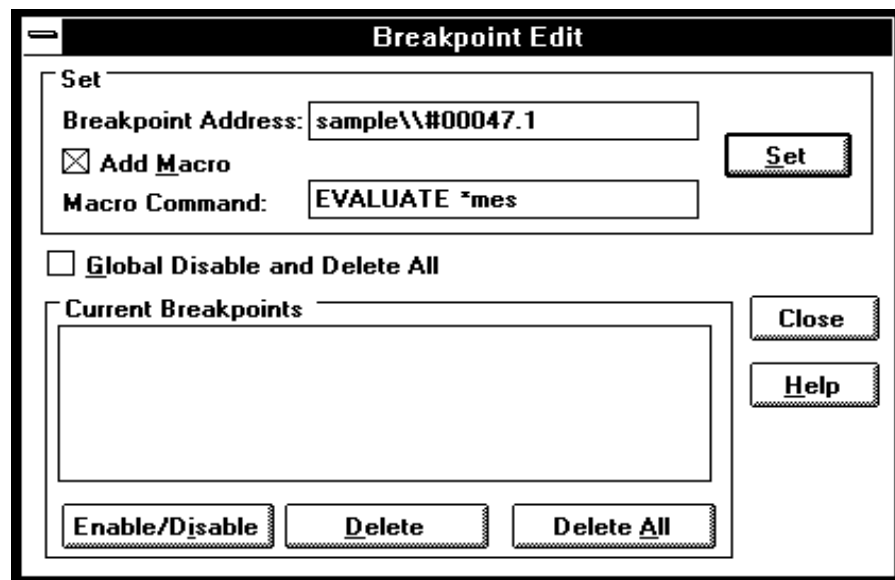 Breakpoint Edit
Set
Breakpoint Address: sample\\#00047.1
Set
Add Macro
Macro Command: EVALUATE *mes
Global Disable and Delete All
Current Breakpoints
Close
Help
Enable/Disable Delete Delete All